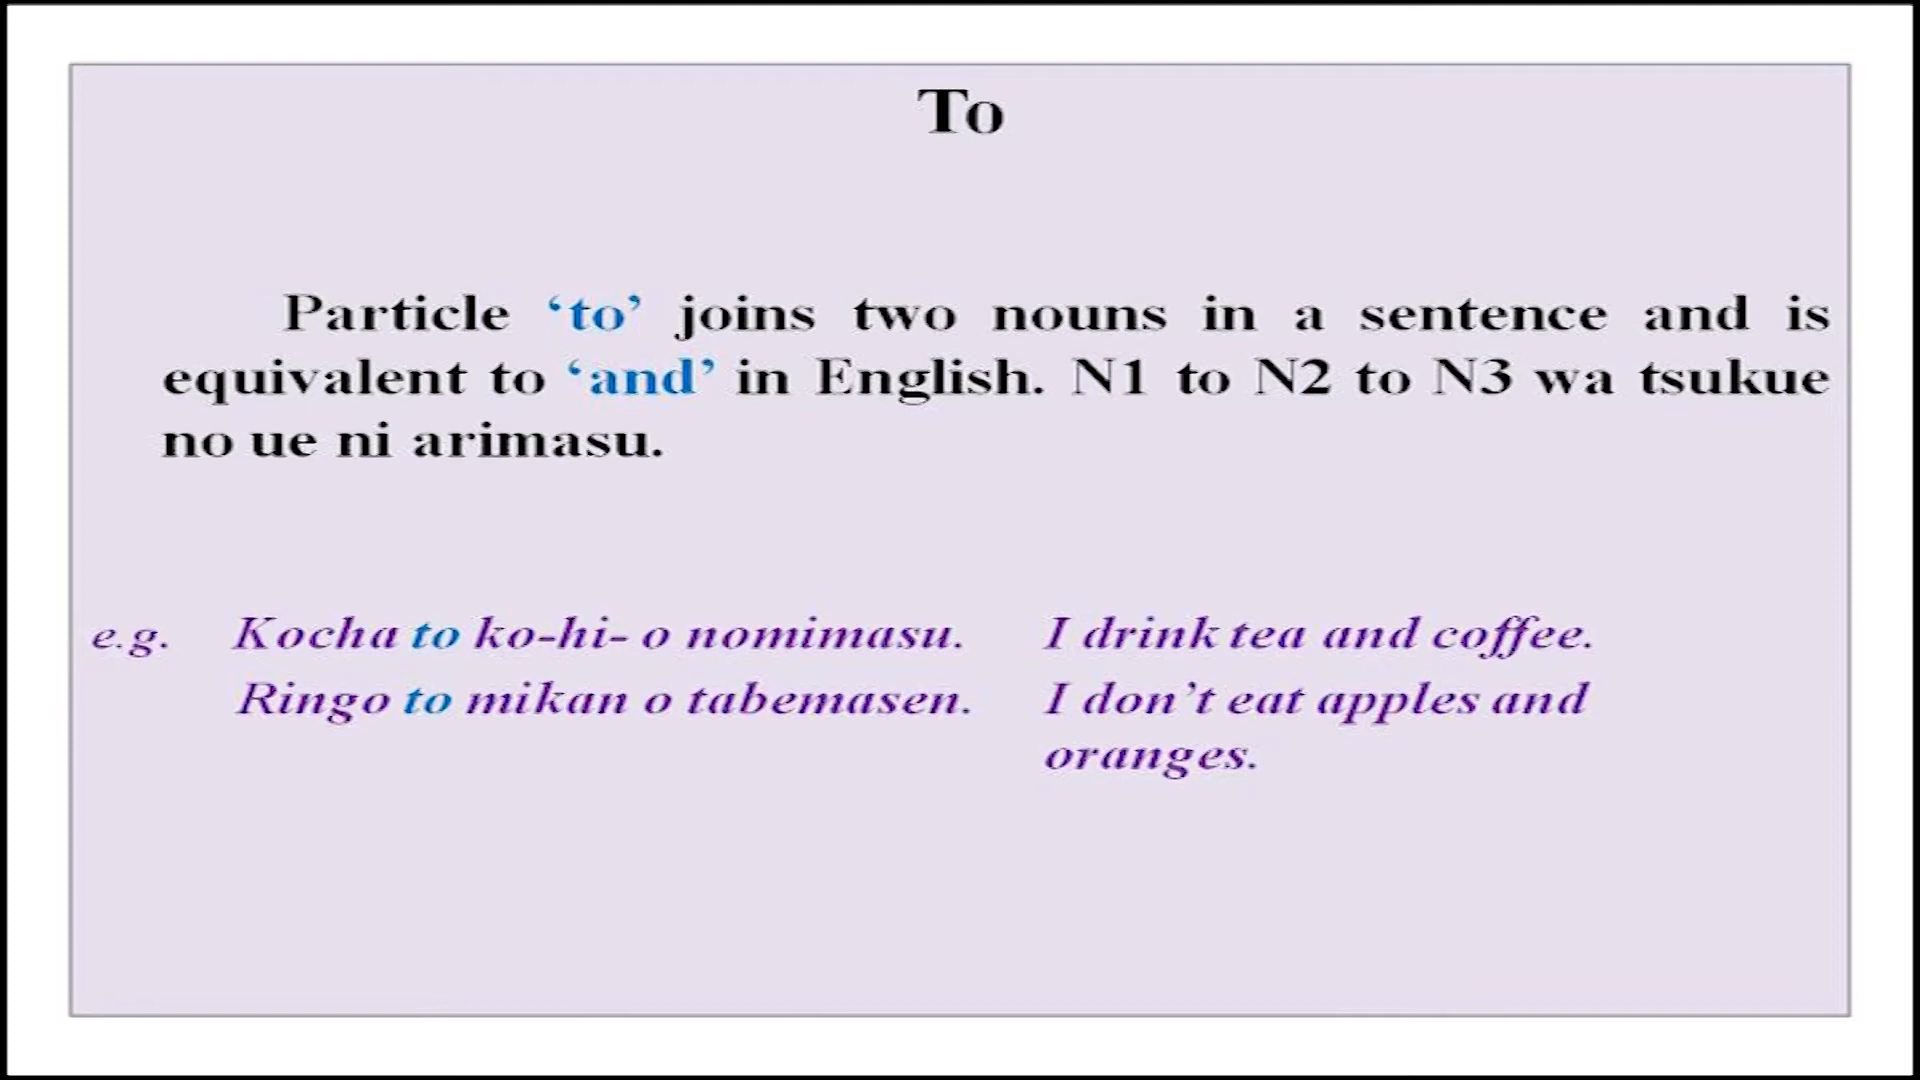 To
Particle ‘to’ joins two nouns in a sentence and is
equivalent to ‘and’ in English. N1 to N2 to N3 wa tsukue
no ue ni arimasu.
e.g. Kocha to ko-hi- o nomimasu. I drink tea and coffee.
Ringo to mikan o tabemasen. I don’t eat apples and
oranges.